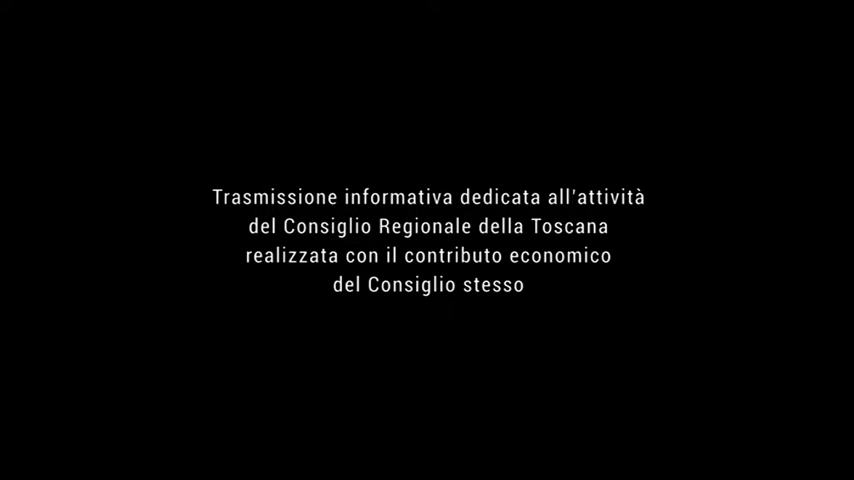 Trasmissione informativa dedicata all'attività
del Consiglio Regionale della Toscana
realizzata con il contributo economico
del Consiglio stesso